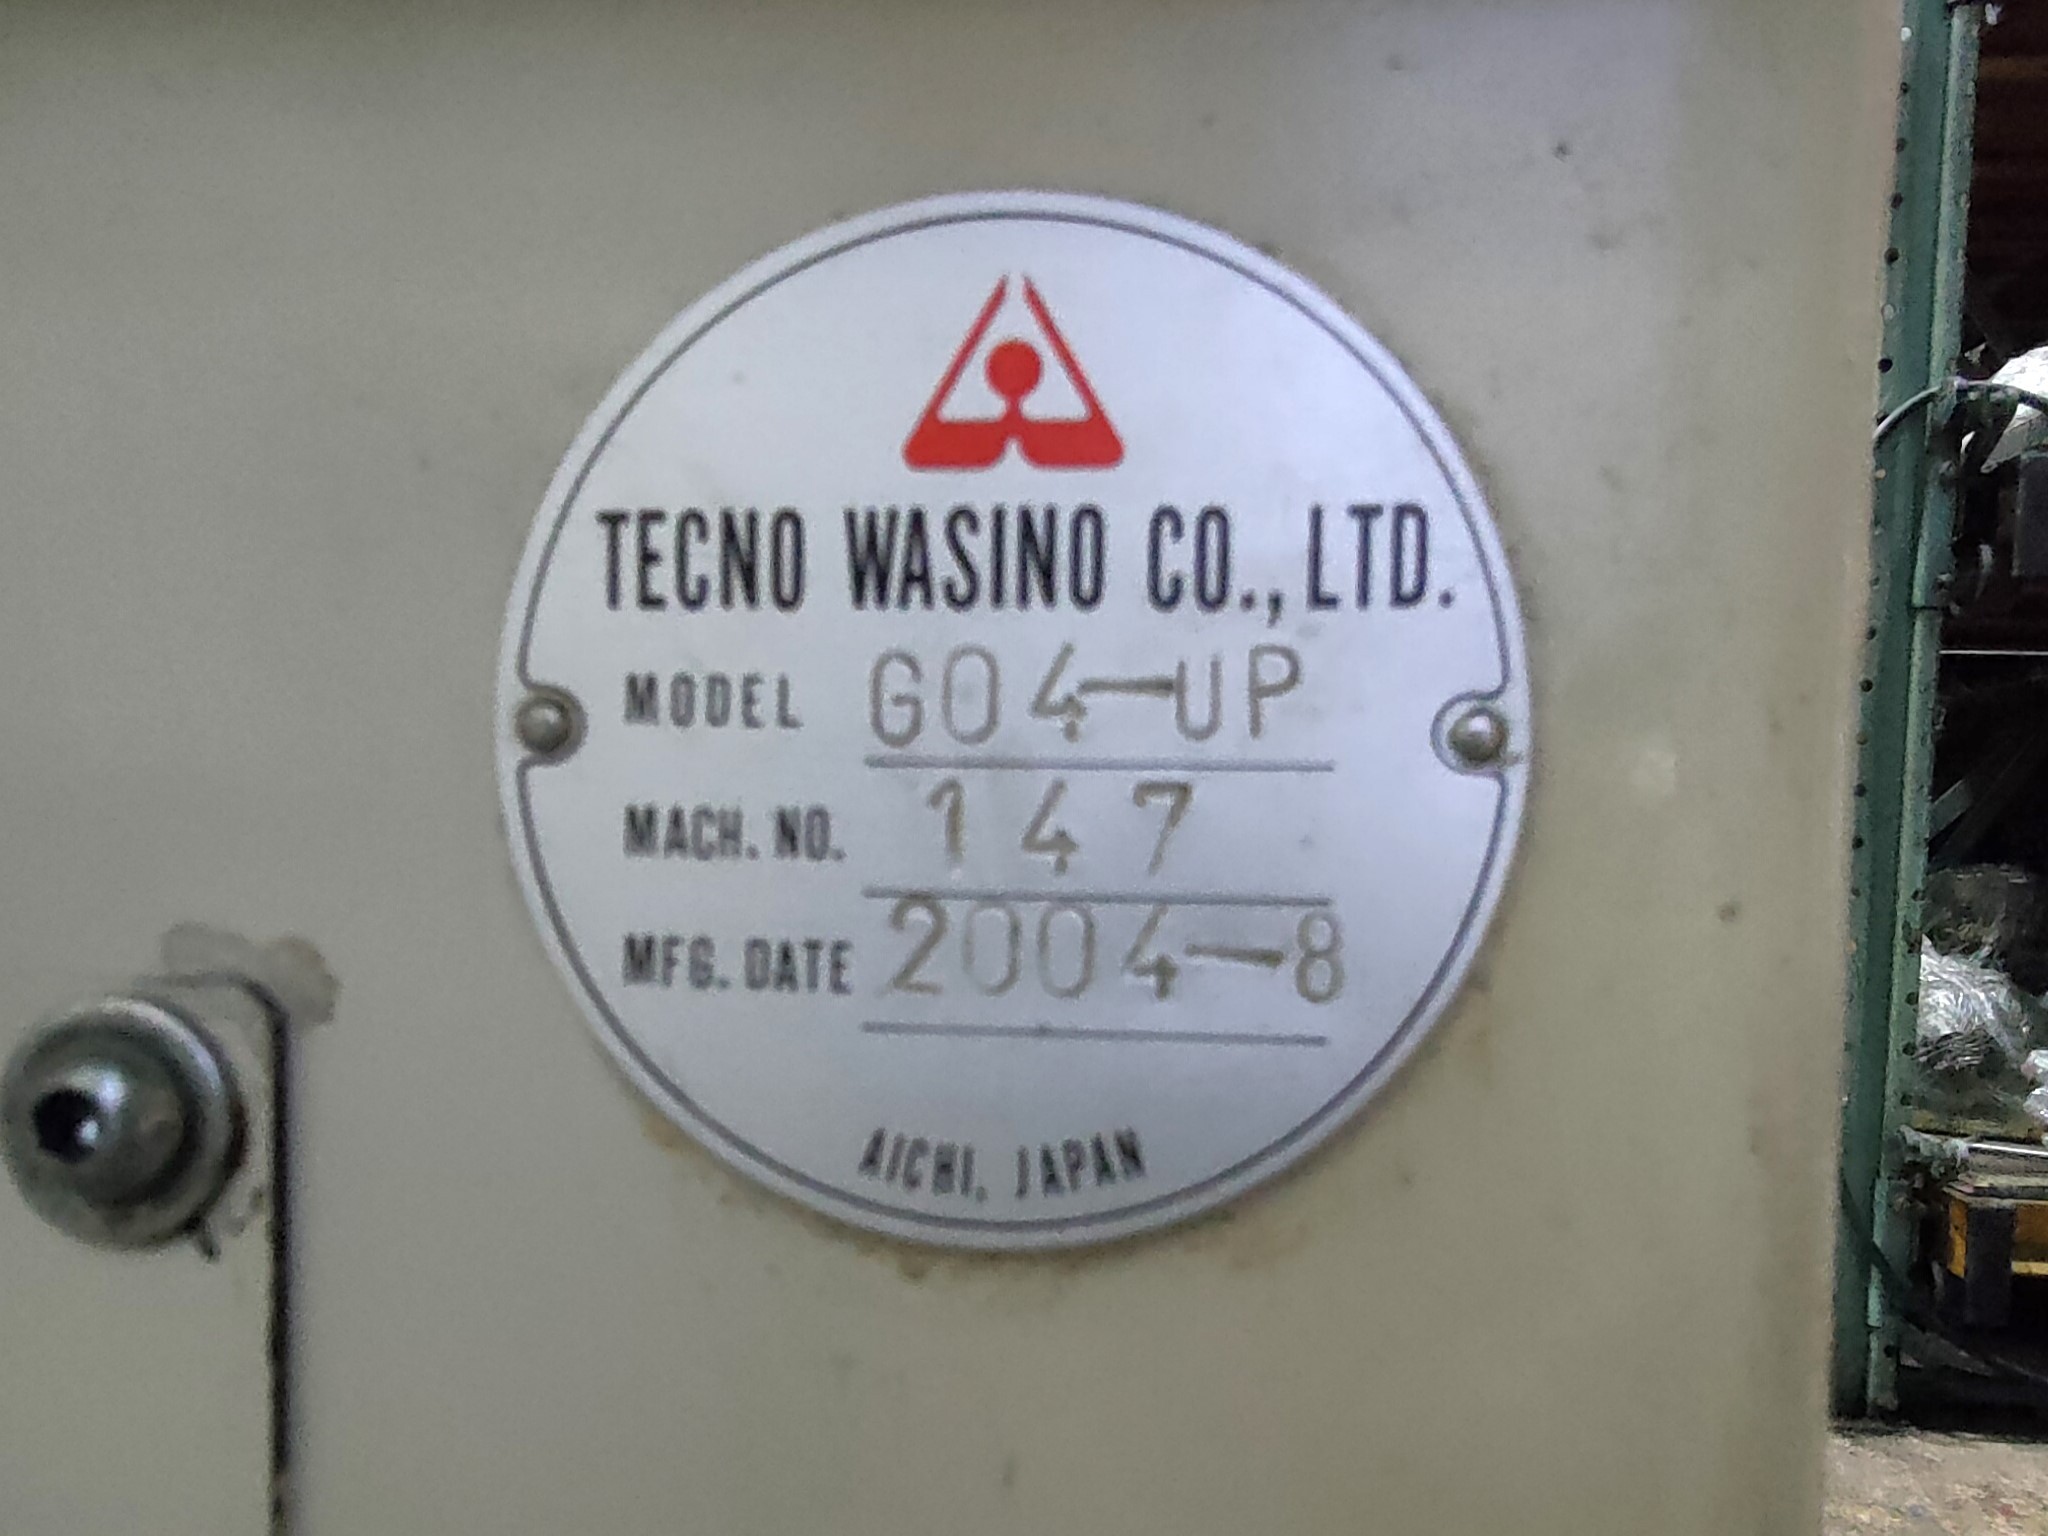 TECNO WASINO CO., LTD.
MODEL G04-UP
MACH. NO. 147
MFG. DATE 2004-8
AICHI, JAPAN